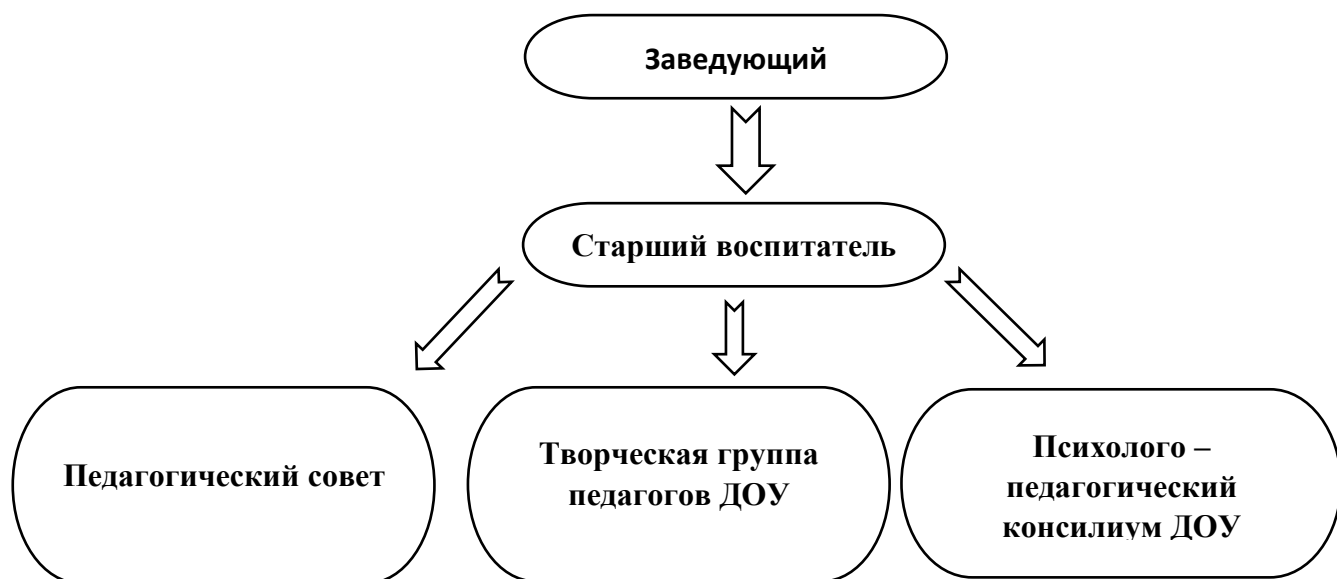 Заведующий
Старший воспитатель
Педагогический совет
Творческая группа
педагогов ДОУ
Психолого –
педагогический
консилиум ДОУ